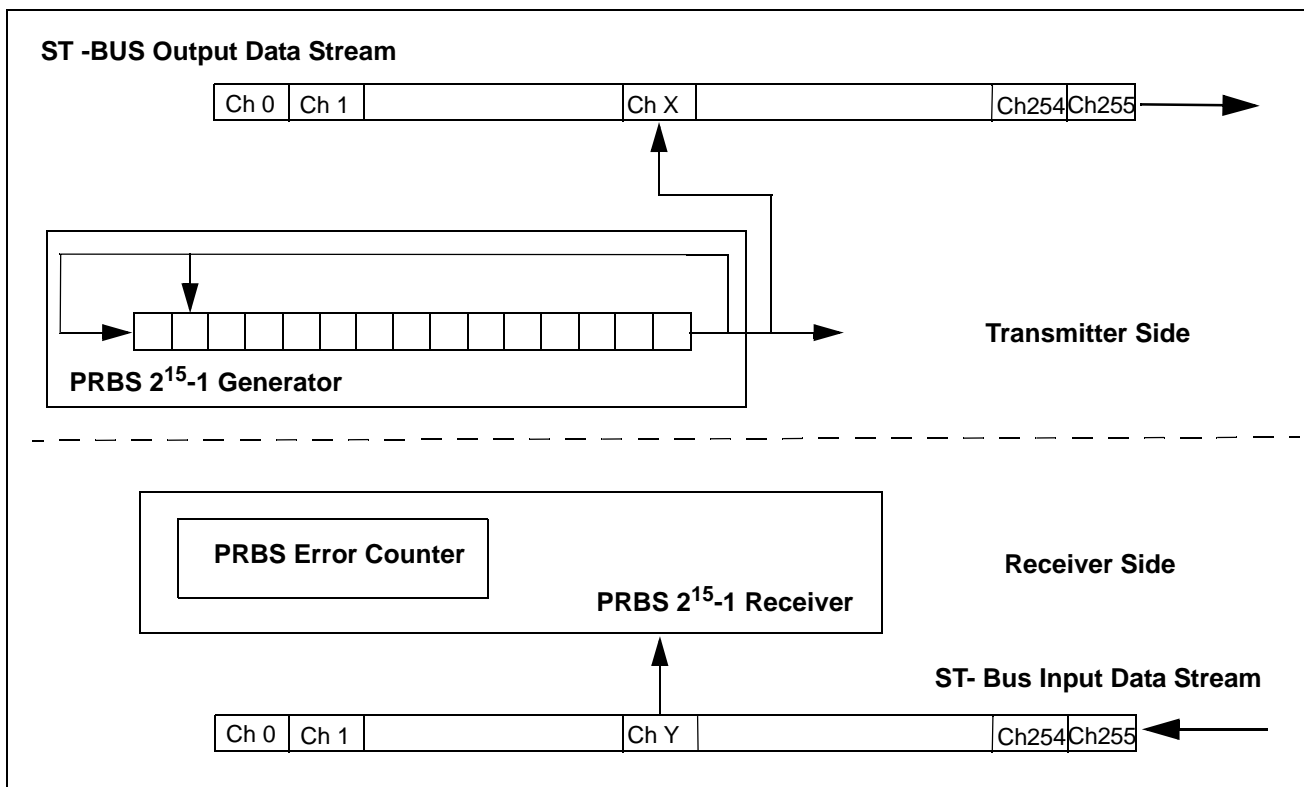 ST -BUS Output Data Stream
Ch 0 Ch 1 Ch X Ch254 Ch255
Transmitter Side
PRBS 2¹⁵-1 Generator
PRBS Error Counter
Receiver Side
PRBS 2¹⁵-1 Receiver
ST- Bus Input Data Stream
Ch 0 Ch 1 Ch Y Ch254 Ch255